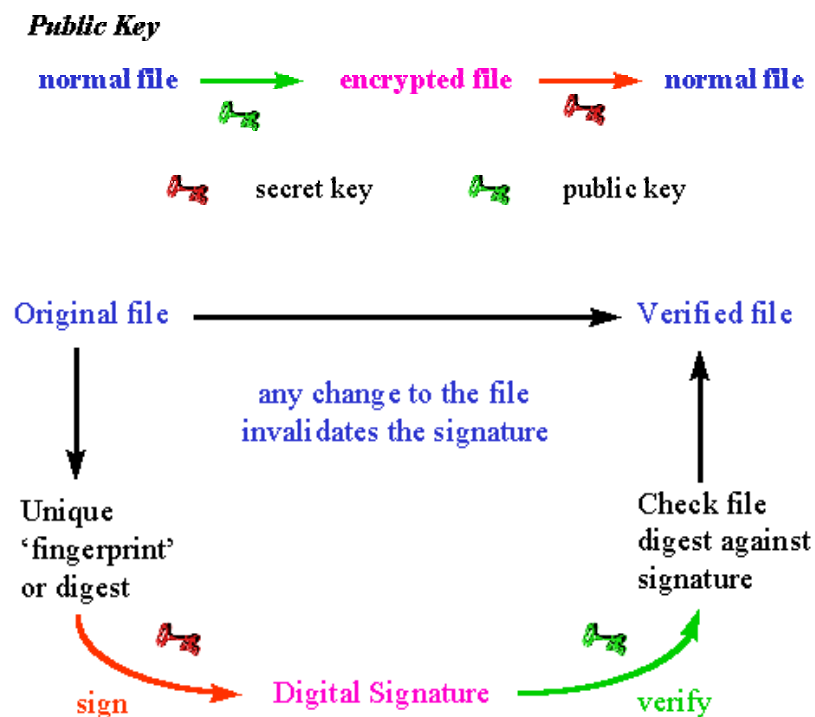 Public Key
normal file encrypted file normal file
secret key public key
Original file Verified file
any change to the file
invalidates the signature
Unique
‘fingerprint’
or digest
Check file
digest against
signature
sign Digital Signature verify